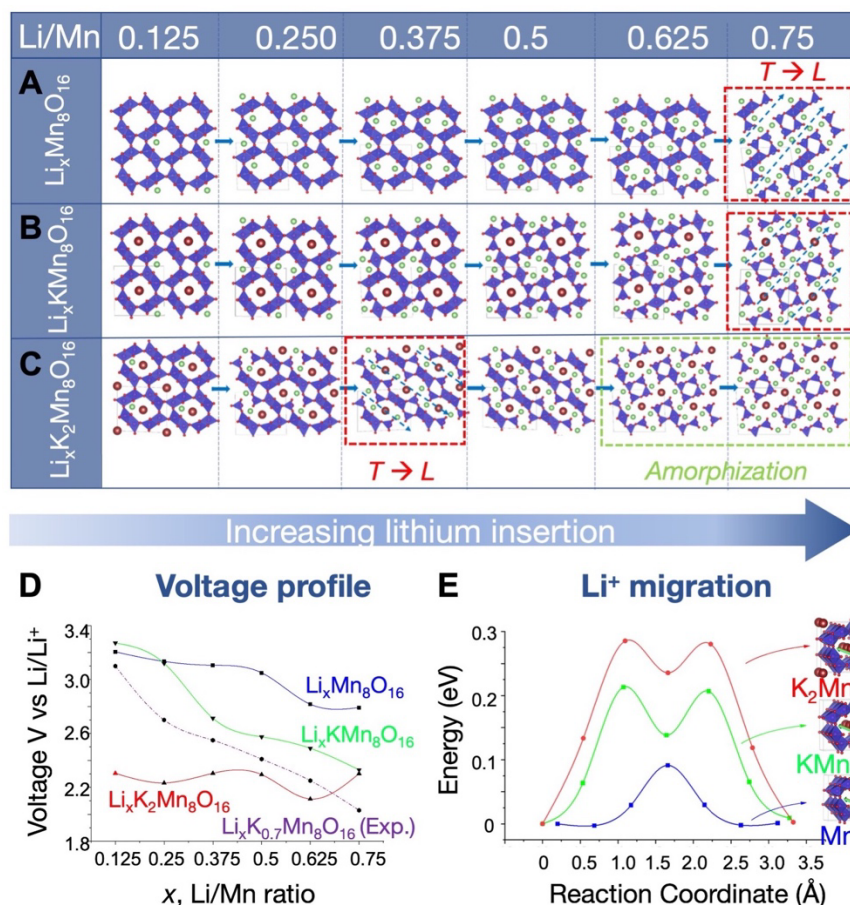 Li/Mn 0.125 0.250 0.375 0.5 0.625 0.75
A T → L
LiₓMn₈O₁₆
B
LiₓKMn₈O₁₆
C
LiₓK₂Mn₈O₁₆
T → L Amorphization
Increasing lithium insertion
D Voltage profile
Voltage V vs Li/Li⁺
3.4
3.0
2.6
2.2
1.8
LiₓMn₈O₁₆
LiₓKMn₈O₁₆
LiₓK₂Mn₈O₁₆
LiₓK₀.₇Mn₈O₁₆ (Exp.)
0.125 0.25 0.375 0.5 0.625 0.75
x, Li/Mn ratio
E Li⁺ migration
Energy (eV)
0.3
0.2
0.1
0
K₂Mn
KMn
Mn
0 0.5 1.0 1.5 2.0 2.5 3.0 3.5
Reaction Coordinate (Å)